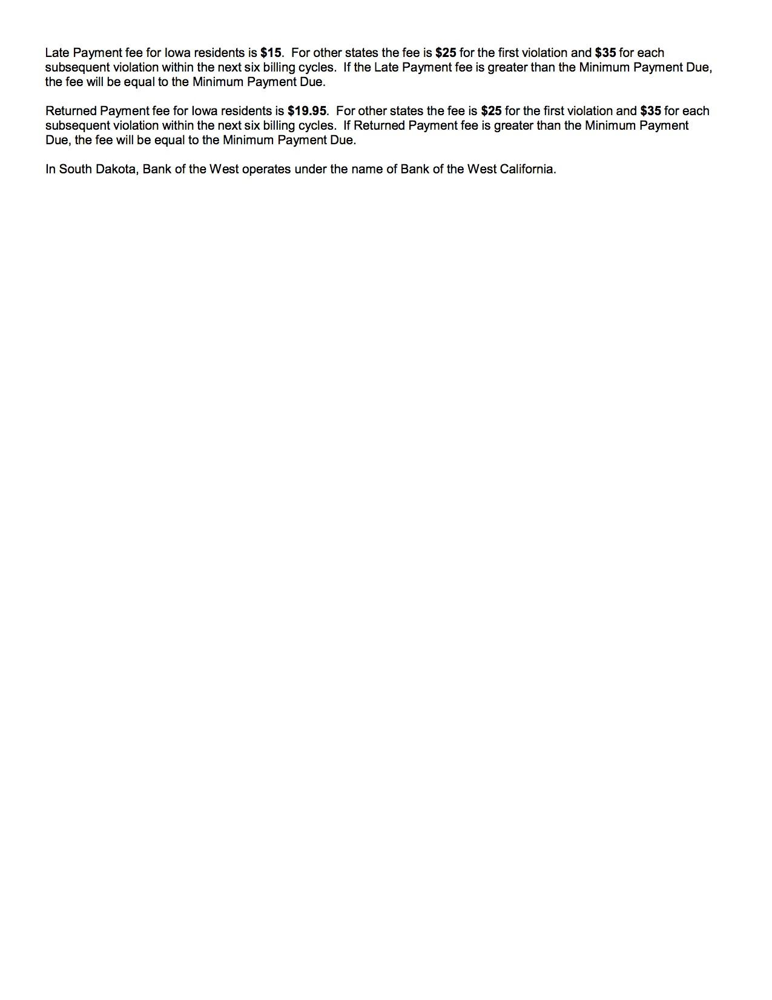 Late Payment fee for Iowa residents is $15.  For other states the fee is $25 for the first violation and $35 for each
subsequent violation within the next six billing cycles.  If the Late Payment fee is greater than the Minimum Payment Due,
the fee will be equal to the Minimum Payment Due.
Returned Payment fee for Iowa residents is $19.95.  For other states the fee is $25 for the first violation and $35 for each
subsequent violation within the next six billing cycles.  If Returned Payment fee is greater than the Minimum Payment
Due, the fee will be equal to the Minimum Payment Due.
In South Dakota, Bank of the West operates under the name of Bank of the West California.